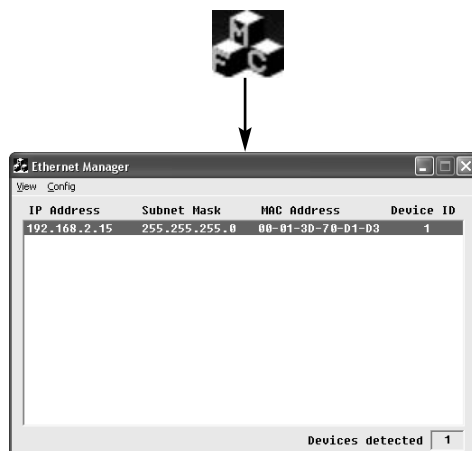 M
F C
Ethernet Manager
View Config
IP Address Subnet Mask MAC Address Device ID
192.168.2.15 255.255.255.0 00-01-3D-70-D1-D3 1
Devices detected 1